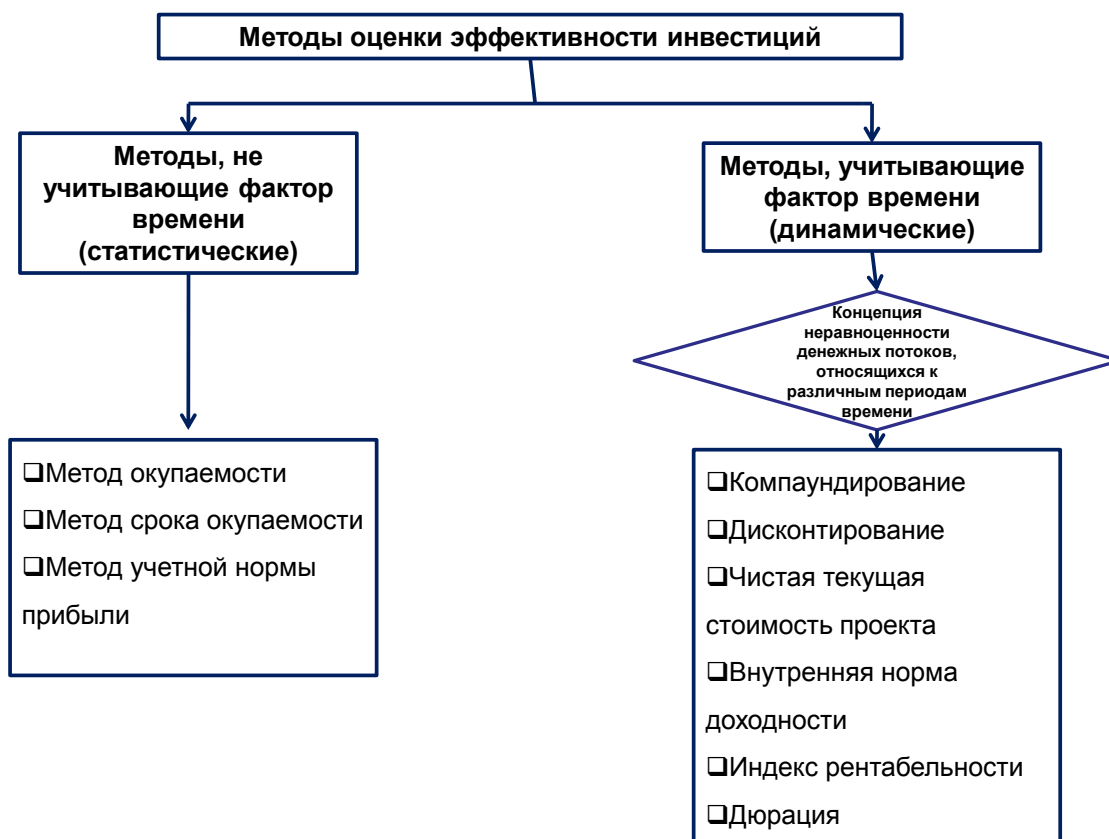 Методы оценки эффективности инвестиций
Методы, не
учитывающие фактор
времени
(статистические)
Методы, учитывающие
фактор времени
(динамические)
Концепция
неравноценности
денежных потоков,
относящихся к
различным периодам
времени
❑Метод окупаемости
❑Метод срока окупаемости
❑Метод учетной нормы
прибыли
❑Компаундирование
❑Дисконтирование
❑Чистая текущая
стоимость проекта
❑Внутренняя норма
доходности
❑Индекс рентабельности
❑Дюрация